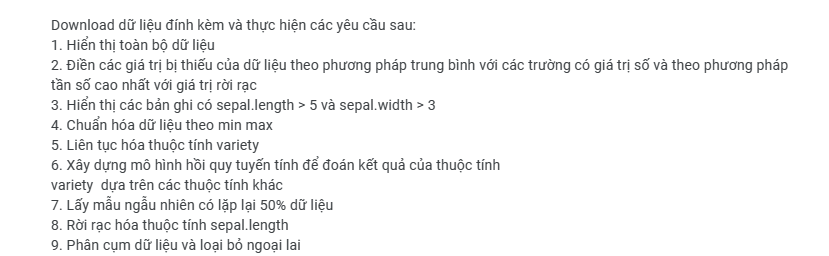 Download dữ liệu đính kèm và thực hiện các yêu cầu sau:
1. Hiển thị toàn bộ dữ liệu
2. Điền các giá trị bị thiếu của dữ liệu theo phương pháp trung bình với các trường có giá trị số và theo phương pháp
tần số cao nhất với giá trị rời rạc
3. Hiển thị các bản ghi có sepal.length > 5 và sepal.width > 3
4. Chuẩn hóa dữ liệu theo min max
5. Liên tục hóa thuộc tính variety
6. Xây dựng mô hình hồi quy tuyến tính để đoán kết quả của thuộc tính
variety  dựa trên các thuộc tính khác
7. Lấy mẫu ngẫu nhiên có lặp lại 50% dữ liệu
8. Rời rạc hóa thuộc tính sepal.length
9. Phân cụm dữ liệu và loại bỏ ngoại lai